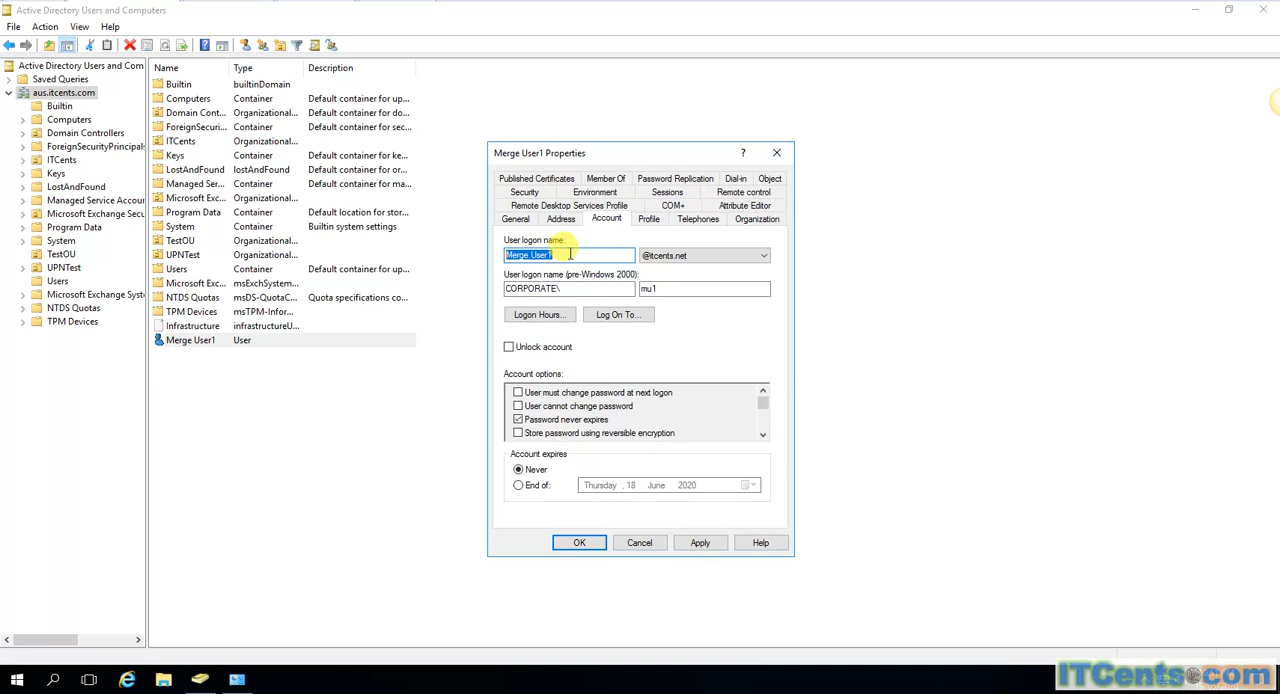 Active Directory Users and Computers
File Action View Help
Active Directory Users and Com
Saved Queries
aus.itcents.com
Builtin
Computers
Domain Controllers
ForeignSecurityPrincipals
ITCents
Keys
LostAndFound
Managed Service Accour
Microsoft Exchange Secu
Program Data
System
TestOU
UPNTest
Users
Microsoft Exchange System
NTDS Quotas
TPM Devices
Name Type Description
Builtin builtinDomain
Computers Container Default container for up...
Domain Cont... Organizational... Default container for do...
ForeignSecuri... Container Default container for sec...
ITCents Organizational...
Keys Container Default container for ke...
LostAndFound lostAndFound Default container for or...
Managed Ser... Container Default container for ma...
Microsoft Exc... Organizational...
Program Data Container Default location for stor...
System Container Builtin system settings
TestOU Organizational...
UPNTest Organizational...
Users Container Default container for up...
Microsoft Exc... msExchSystem...
NTDS Quotas msDS-QuotaC... Quota specifications co...
TPM Devices msTPM-Infor...
Infrastructure infrastructureU...
Merge User1 User
Merge User1 Properties
?
Published Certificates Member Of Password Replication Dial-in Object
Security Environment Sessions Remote control
Remote Desktop Services Profile COM+ Attribute Editor
General Address Account Profile Telephones Organization
User logon name:
Merge.User1 @itcents.net
User logon name (pre-Windows 2000):
CORPORATE\ mu1
Logon Hours... Log On To...
Unlock account
Account options:
User must change password at next logon
User cannot change password
Password never expires
Store password using reversible encryption
Account expires
Never
End of: Thursday , 18 June 2020
OK Cancel Apply Help
ITCents.com